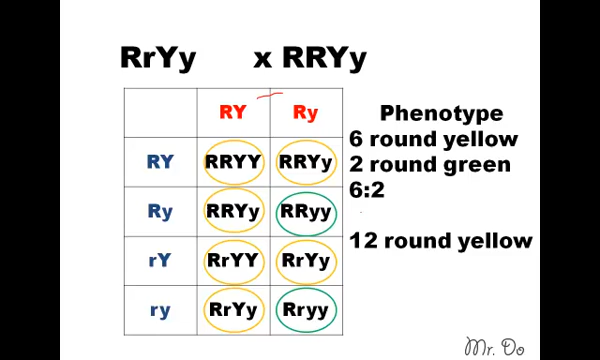 RrYy x RRYy
RY Ry
RY RRYY RRYy
Ry RRYy RRyy
rY RrYY RrYy
ry RrYy Rryy
Phenotype
6 round yellow
2 round green
6:2
12 round yellow
Mr. Do